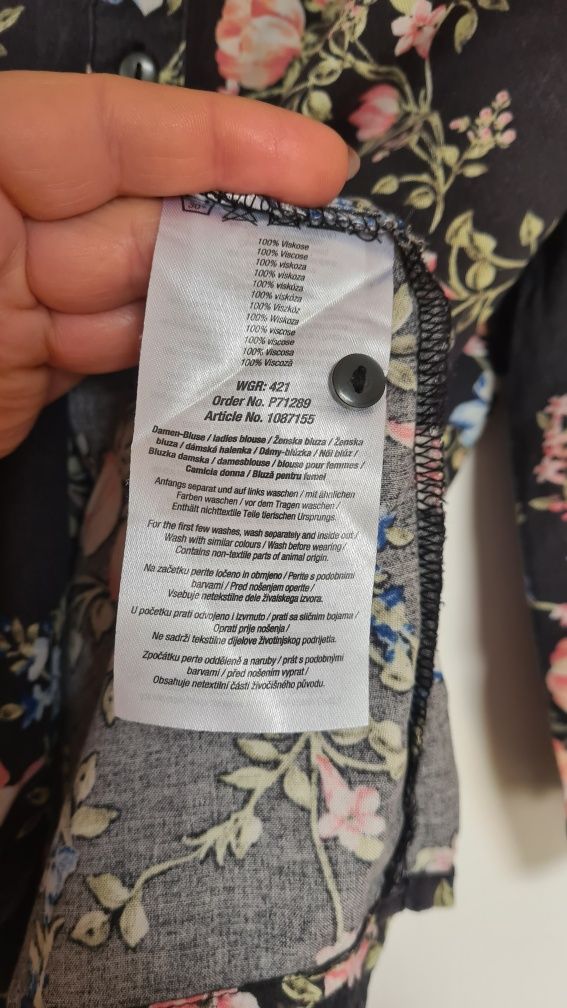 30°
100% Viskose
100% Viscose
100% viskoza
100% viskoza
100% viskóza
100% viskóza
100% Viszkóz
100% Wiskoza
100% viscose
100% viscose
100% Viscosa
100% Viscoză
WGR: 421
Order No. P71289
Article No. 1087155
Damen-Bluse / ladies blouse / Ženska bluza / Ženska
bluza / dámská halenka / Dámy-blúzka / Női blúz /
Bluzka damska / damesblouse / blouse pour femmes /
Camicia donna / Bluză pentru femei
Anfangs separat und auf links waschen / mit ähnlichen
Farben waschen / vor dem Tragen waschen /
Enthält nichttextile Teile tierischen Ursprungs.
For the first few washes, wash separately and inside out /
Wash with similar colours / Wash before wearing /
Contains non-textile parts of animal origin.
Na začetku perite ločeno in obrnjeno / Perite s podobnimi
barvami / Pred nošenjem operite /
Vsebuje netekstilne dele živalskega izvora.
U početku prati odvojeno i izvrnuto / prati sa sličnim bojama /
Oprati prije nošenja /
Ne sadrži tekstilne dijelove životinjskog podrijetla.
Zpočátku perte odděleně a naruby / prát s podobnými
barvami / před nošením vyprat /
Obsahuje netextilní části živočišného původu.